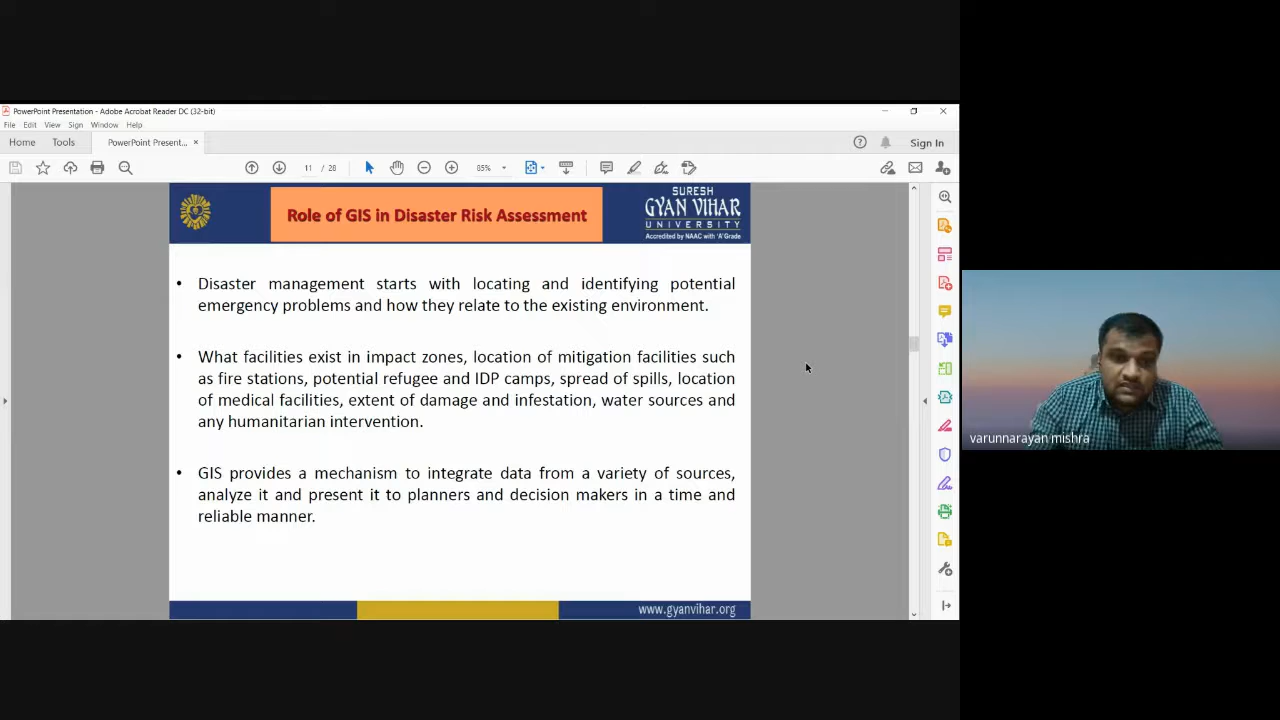 PowerPoint Presentation - Adobe Acrobat Reader DC (32-bit)
File Edit View Sign Window Help
Home Tools PowerPoint Present... × Sign In
11 / 28 85%
Role of GIS in Disaster Risk Assessment
SURESH
GYAN VIHAR
UNIVERSITY
Accredited by NAAC with 'A' Grade
• Disaster management starts with locating and identifying potential
emergency problems and how they relate to the existing environment.
• What facilities exist in impact zones, location of mitigation facilities such
as fire stations, potential refugee and IDP camps, spread of spills, location
of medical facilities, extent of damage and infestation, water sources and
any humanitarian intervention.
• GIS provides a mechanism to integrate data from a variety of sources,
analyze it and present it to planners and decision makers in a time and
reliable manner.
www.gyanvihar.org
varunnarayan mishra